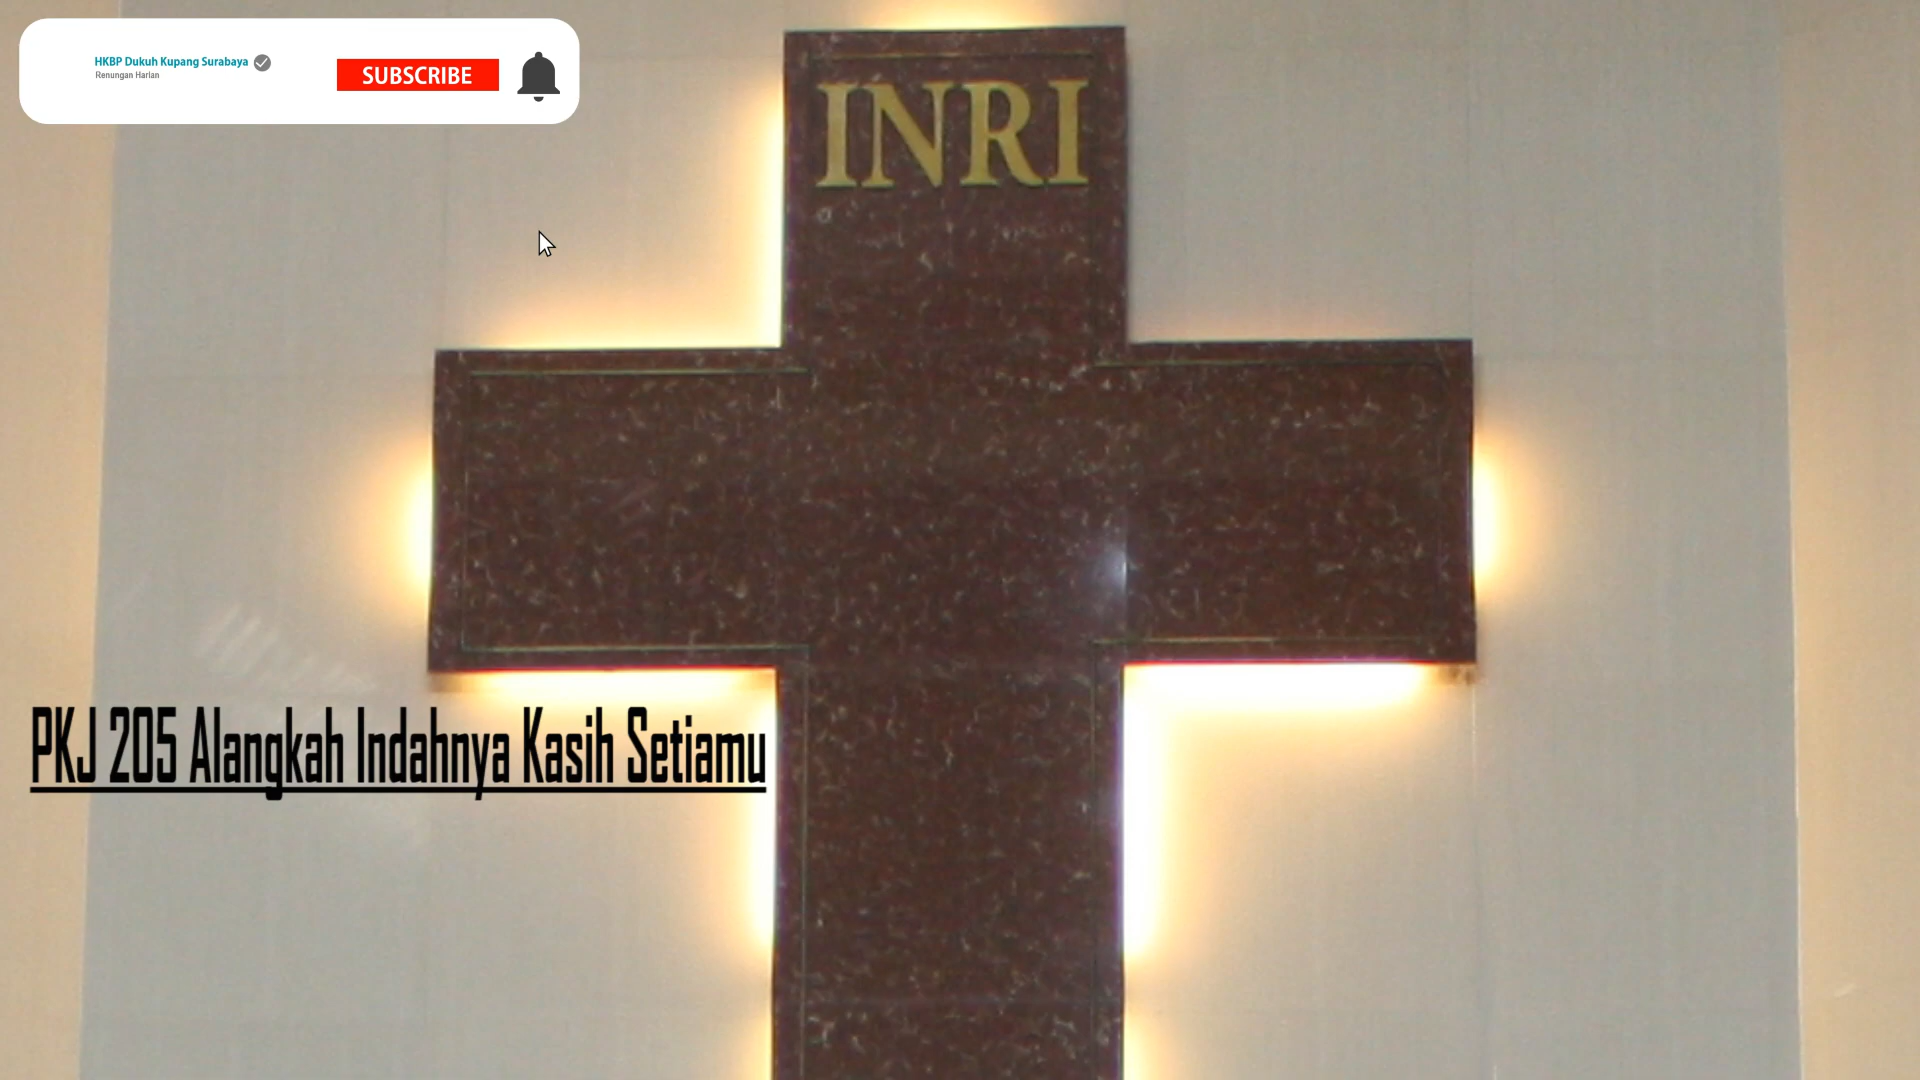 HKBP Dukuh Kupang Surabaya
Renungan Harian
SUBSCRIBE
INRI
PKJ 205 Alangkah Indahnya Kasih Setiamu